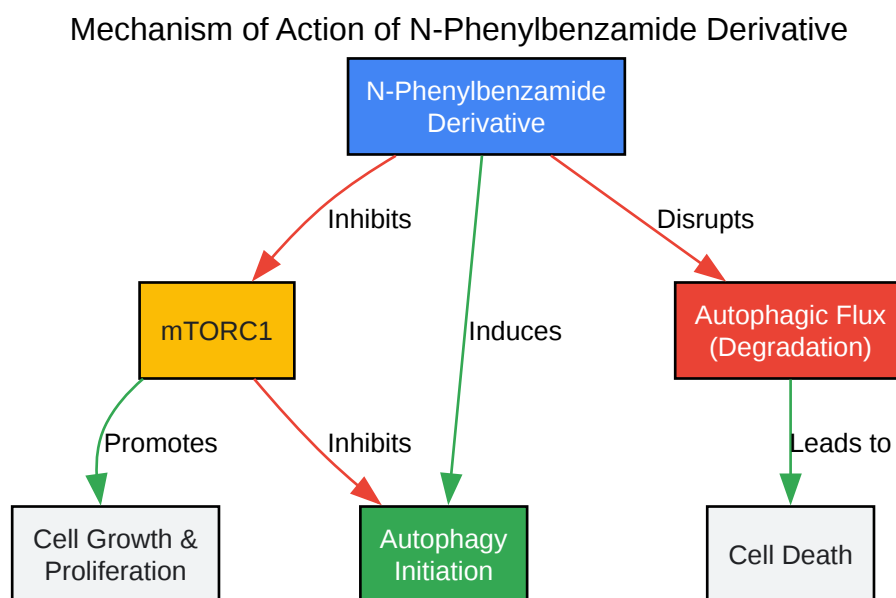 Mechanism of Action of N-Phenylbenzamide Derivative
N-Phenylbenzamide
Derivative
Inhibits
Disrupts
mTORC1
Induces
Autophagic Flux
(Degradation)
Promotes
Inhibits
Leads to
Cell Growth &
Proliferation
Autophagy
Initiation
Cell Death